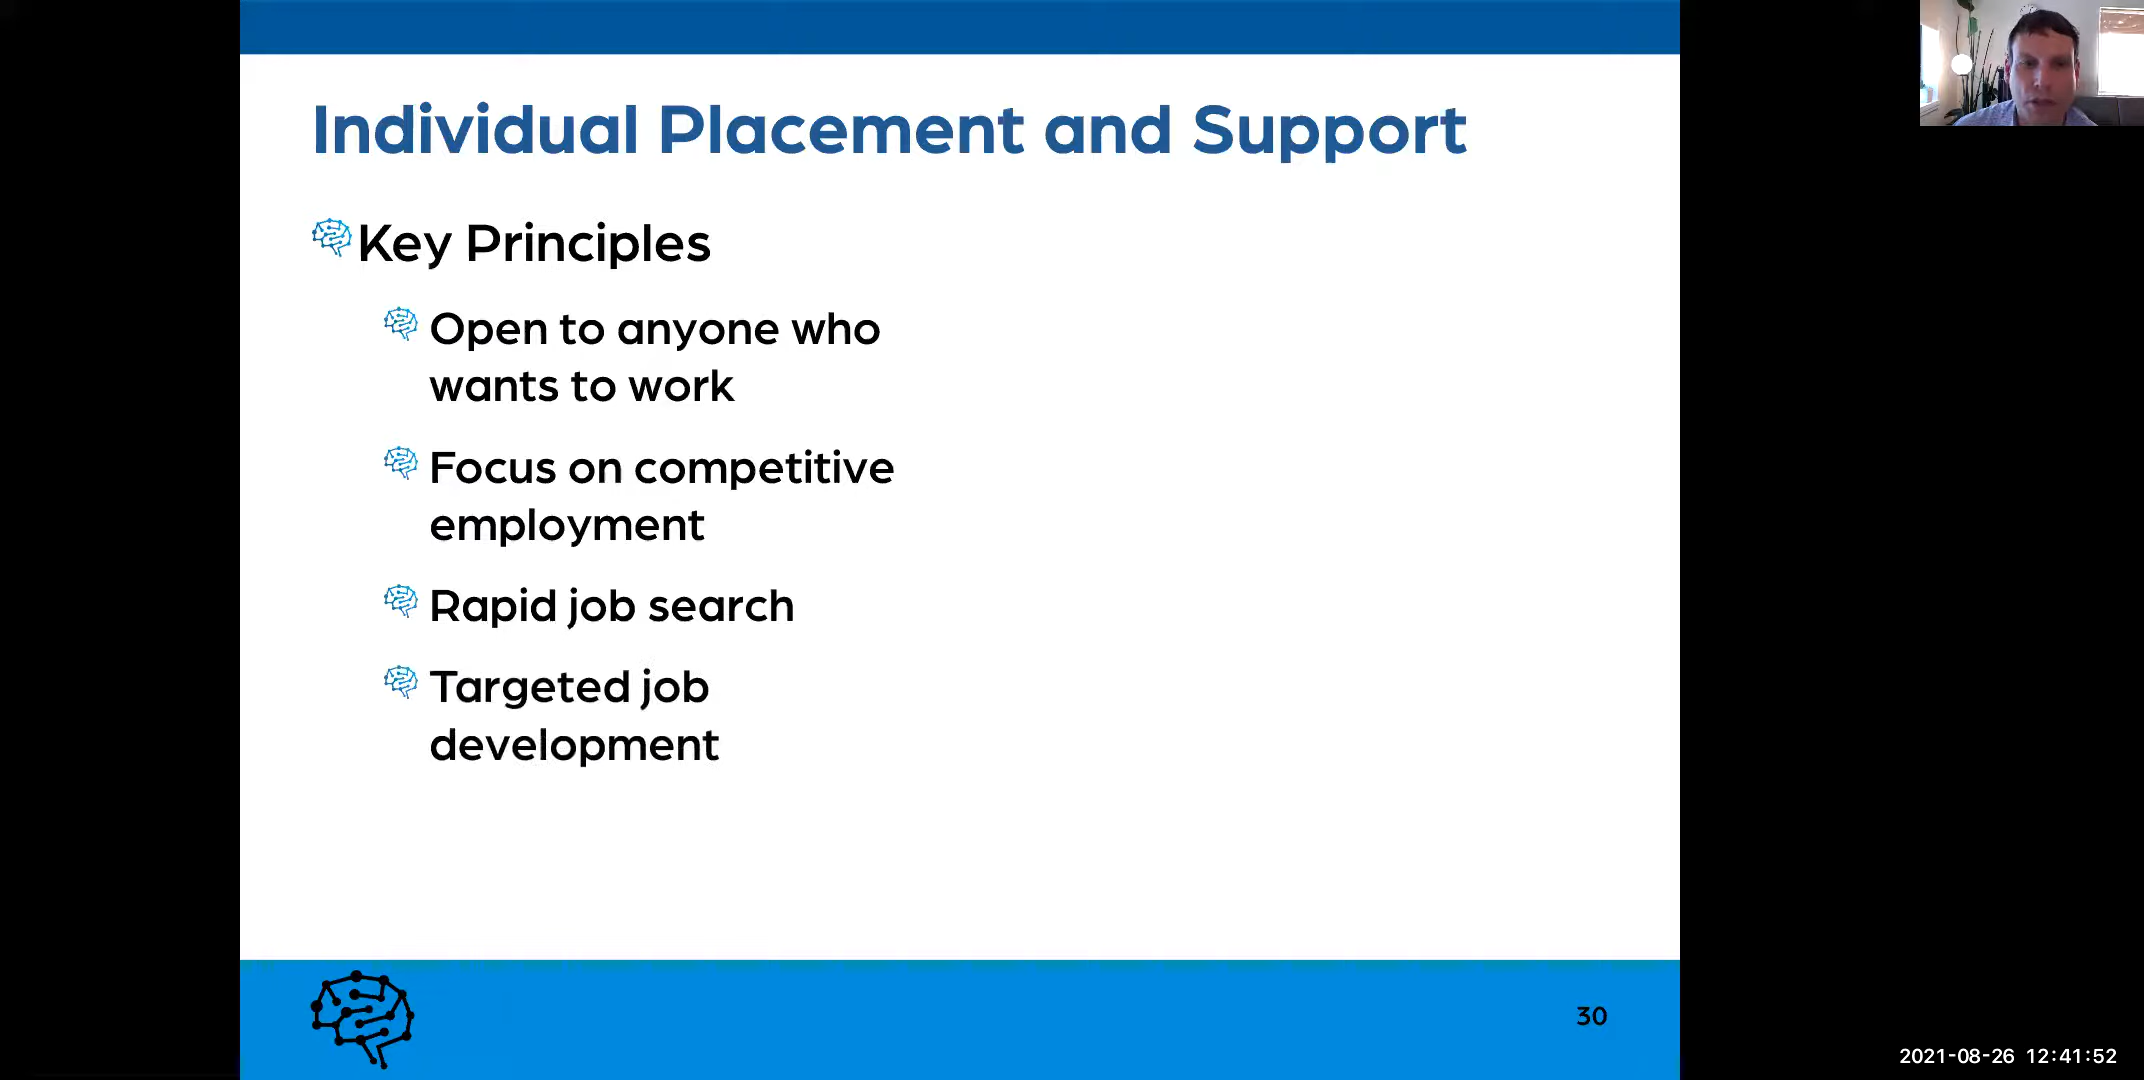 Individual Placement and Support
Key Principles
Open to anyone who
wants to work
Focus on competitive
employment
Rapid job search
Targeted job
development
30
2021-08-26 12:41:52